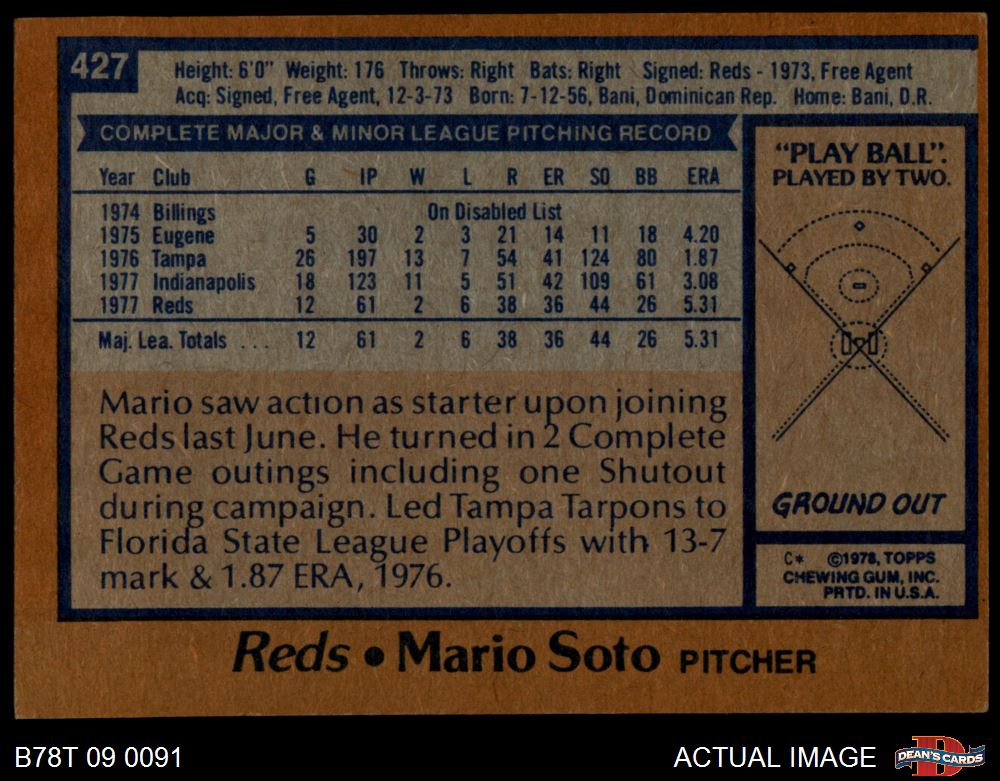 427
Height: 6'0" Weight: 176 Throws: Right Bats: Right Signed: Reds - 1973, Free Agent
Acq: Signed, Free Agent, 12-3-73 Born: 7-12-56, Bani, Dominican Rep. Home: Bani, D.R.
COMPLETE MAJOR & MINOR LEAGUE PITCHING RECORD
Year Club G IP W L R ER SO BB ERA
1974 Billings On Disabled List
1975 Eugene 5 30 2 3 21 14 11 18 4.20
1976 Tampa 26 197 13 7 54 41 124 80 1.87
1977 Indianapolis 18 123 11 5 51 42 109 61 3.08
1977 Reds 12 61 2 6 38 36 44 26 5.31
Maj. Lea. Totals ... 12 61 2 6 38 36 44 26 5.31
Mario saw action as starter upon joining
Reds last June. He turned in 2 Complete
Game outings including one Shutout
during campaign. Led Tampa Tarpons to
Florida State League Playoffs with 13-7
mark & 1.87 ERA, 1976.
"PLAY BALL".
PLAYED BY TWO.
GROUND OUT
C* ©1978, TOPPS
CHEWING GUM, INC.
PRTD. IN U.S.A.
Reds • Mario Soto PITCHER
B78T 09 0091
ACTUAL IMAGE
D
DEAN'S CARDS